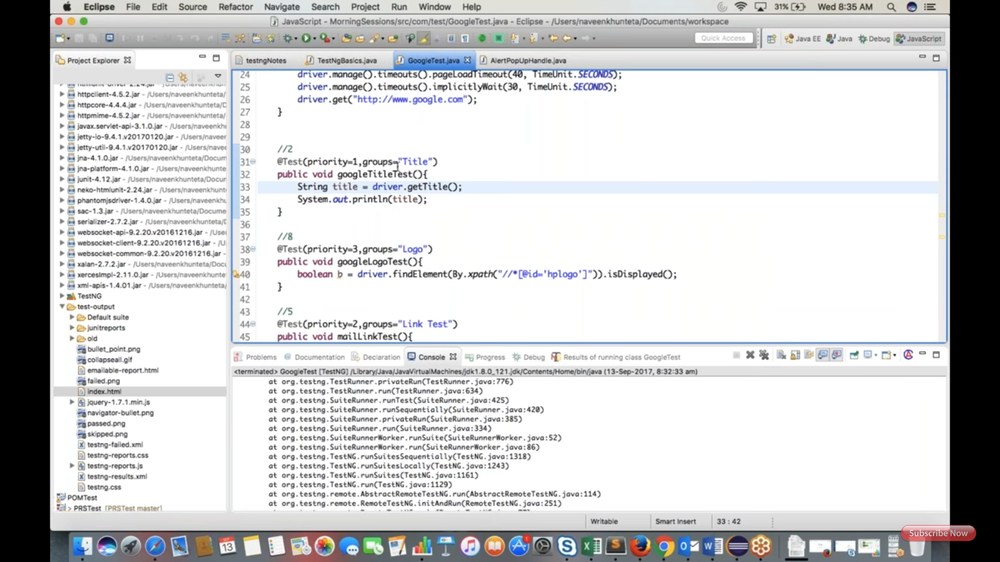 Eclipse File Edit Source Refactor Navigate Search Project Run Window Help 31% Wed 8:35 AM
JavaScript - MorningSessions/src/com/test/GoogleTest.java - Eclipse - /Users/naveenkhunteta/Documents/workspace
Quick Access Java EE Java Debug JavaScript
Project Explorer
httpclient-4.5.2.jar - /Users/naveenkhunteta/
httpcore-4.4.4.jar - /Users/naveenkhunteta/D
httpmime-4.5.2.jar - /Users/naveenkhunteta/
javax.servlet-api-3.1.0.jar - /Users/naveenkhu
jetty-io-9.4.1.v20170120.jar - /Users/naveer
jetty-util-9.4.1.v20170120.jar - /Users/nave
jna-4.1.0.jar - /Users/naveenkhunteta/Docum
jna-platform-4.1.0.jar - /Users/naveenkhunte
junit-4.12.jar - /Users/naveenkhunteta/Docur
neko-htmlunit-2.24.jar - /Users/naveenkhunt
phantomjsdriver-1.4.0.jar - /Users/naveenkhu
sac-1.3.jar - /Users/naveenkhunteta/Docume
serializer-2.7.2.jar - /Users/naveenkhunteta/D
websocket-api-9.2.20.v20161216.jar - /Use
websocket-client-9.2.20.v20161216.jar - /U
websocket-common-9.2.20.v20161216.jar -
xalan-2.7.2.jar - /Users/naveenkhunteta/Docu
xercesImpl-2.11.0.jar - /Users/naveenkhunte
xml-apis-1.4.01.jar - /Users/naveenkhunteta/
TestNG
test-output
Default suite
junitreports
old
bullet_point.png
collapseall.gif
emailable-report.html
failed.png
index.html
jquery-1.7.1.min.js
navigator-bullet.png
passed.png
skipped.png
testng-failed.xml
testng-reports.css
testng-reports.js
testng-results.xml
testng.css
POMTest
> PRSTest [PRSTest master]
testngNotes TestNgBasics.java GoogleTest.java AlertPopUpHandle.java
24 driver.manage().timeouts().pageLoadTimeout(40, TimeUnit.SECONDS);
25 driver.manage().timeouts().implicitlyWait(30, TimeUnit.SECONDS);
26 driver.get("http://www.google.com");
27 }
28
29
30 //2
31 @Test(priority=1,groups="Title")
32 public void googleTitleTest(){
33 String title = driver.getTitle();
34 System.out.println(title);
35 }
36
37 //8
38 @Test(priority=3,groups="Logo")
39 public void googleLogoTest(){
40 boolean b = driver.findElement(By.xpath("//*[@id='hplogo']")).isDisplayed();
41 }
42
43 //5
44 @Test(priority=2,groups="Link Test")
45 public void mailLinkTest(){
Problems Documentation Declaration Console Progress Debug Results of running class GoogleTest
<terminated> GoogleTest [TestNG] /Library/Java/JavaVirtualMachines/jdk1.8.0_121.jdk/Contents/Home/bin/java (13-Sep-2017, 8:32:33 am)
at org.testng.TestRunner.privateRun(TestRunner.java:776)
at org.testng.TestRunner.run(TestRunner.java:634)
at org.testng.SuiteRunner.runTest(SuiteRunner.java:425)
at org.testng.SuiteRunner.runSequentially(SuiteRunner.java:420)
at org.testng.SuiteRunner.privateRun(SuiteRunner.java:385)
at org.testng.SuiteRunner.run(SuiteRunner.java:334)
at org.testng.SuiteRunnerWorker.runSuite(SuiteRunnerWorker.java:52)
at org.testng.SuiteRunnerWorker.run(SuiteRunnerWorker.java:86)
at org.testng.TestNG.runSuitesSequentially(TestNG.java:1318)
at org.testng.TestNG.runSuitesLocally(TestNG.java:1243)
at org.testng.TestNG.runSuites(TestNG.java:1161)
at org.testng.TestNG.run(TestNG.java:1129)
at org.testng.remote.AbstractRemoteTestNG.run(AbstractRemoteTestNG.java:114)
at org.testng.remote.RemoteTestNG.initAndRun(RemoteTestNG.java:251)
Writable Smart Insert 33 : 42
SEP
13
Subscribe Now